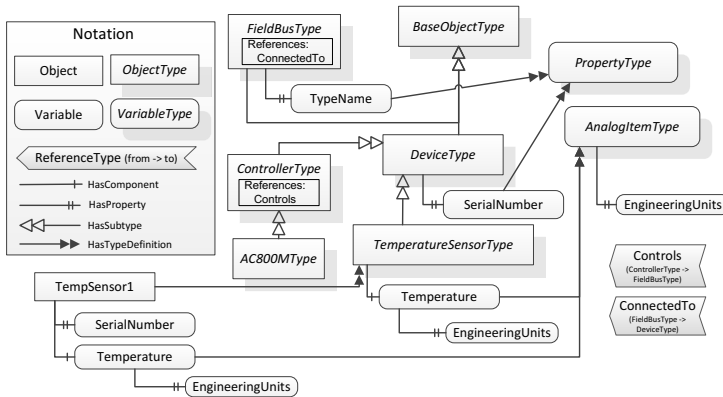 Notation
Object
ObjectType
Variable
VariableType
ReferenceType (from -> to)
HasComponent
HasProperty
HasSubtype
HasTypeDefinition
FieldBusType
References:
ConnectedTo
BaseObjectType
PropertyType
TypeName
AnalogItemType
DeviceType
ControllerType
References:
Controls
SerialNumber
EngineeringUnits
AC800MType
TemperatureSensorType
Controls
(ControllerType ->
FieldBusType)
TempSensor1
Temperature
ConnectedTo
(FieldBusType ->
DeviceType)
SerialNumber
EngineeringUnits
Temperature
EngineeringUnits